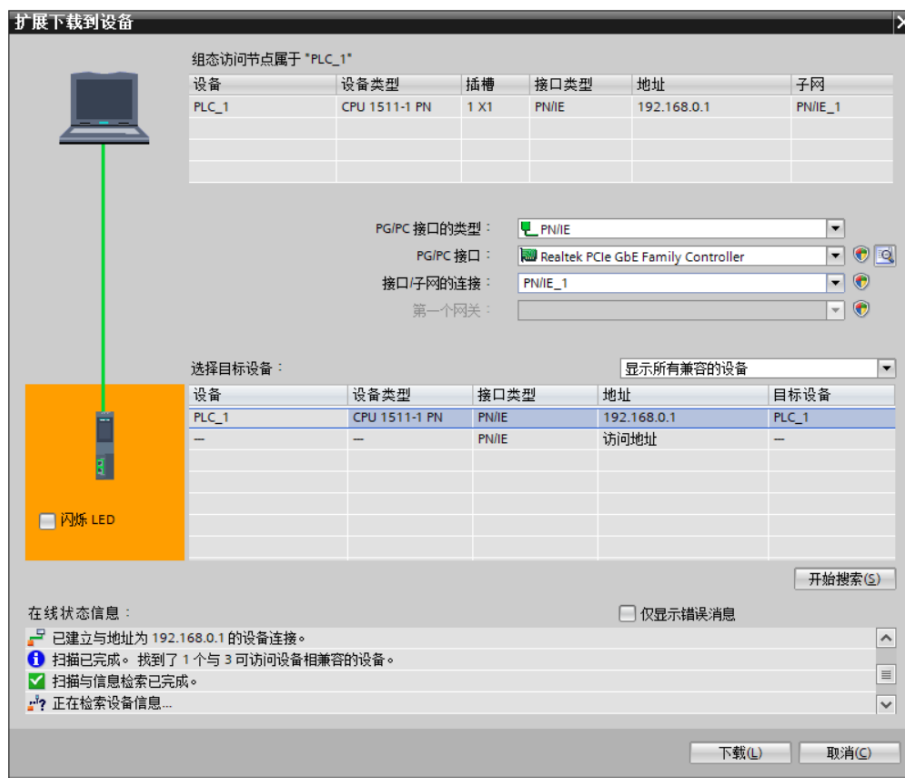 扩展下载到设备
组态访问节点属于 "PLC_1"
设备 设备类型 插槽 接口类型 地址 子网
PLC_1 CPU 1511-1 PN 1 X1 PN/IE 192.168.0.1 PN/IE_1
PG/PC 接口的类型： PN/IE
PG/PC 接口： Realtek PCIe GbE Family Controller
接口/子网的连接： PN/IE_1
第一个网关：
选择目标设备： 显示所有兼容的设备
设备 设备类型 接口类型 地址 目标设备
PLC_1 CPU 1511-1 PN PN/IE 192.168.0.1 PLC_1
— — PN/IE 访问地址 —
闪烁 LED
开始搜索(S)
在线状态信息： 仅显示错误消息
已建立与地址为 192.168.0.1 的设备连接。
扫描已完成。找到了 1 个与 3 可访问设备相兼容的设备。
扫描与信息检索已完成。
正在检索设备信息...
下载(L) 取消(C)